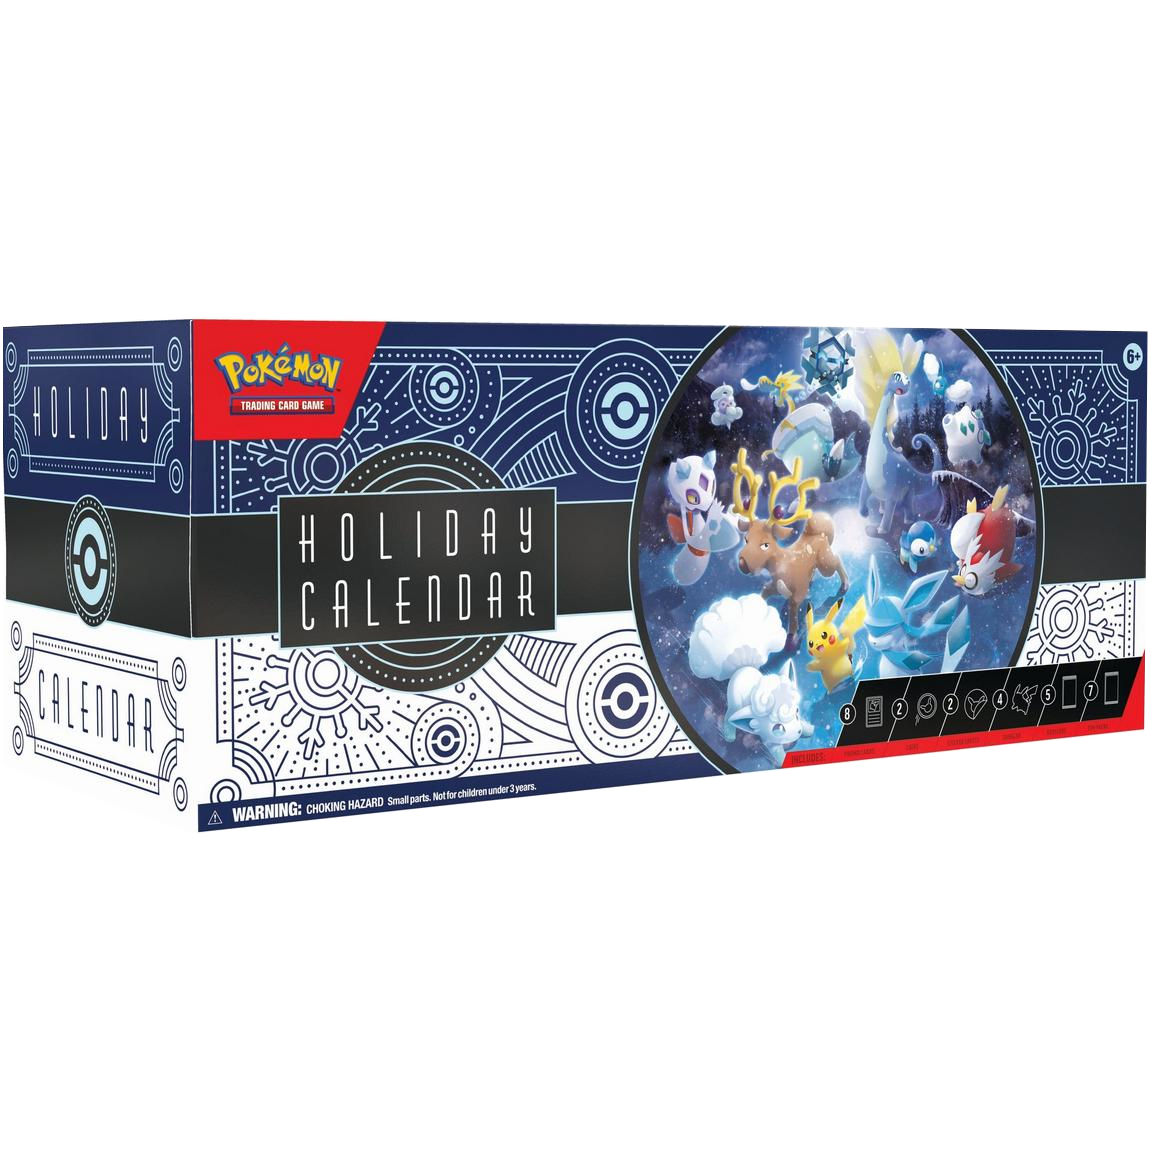 HOLIDAY
CALENDAR
POKéMON
TRADING CARD GAME
HOLIDAY
CALENDAR
6+
8 2 2 4 5 7
INCLUDES:
WARNING: CHOKING HAZARD Small parts. Not for children under 3 years.